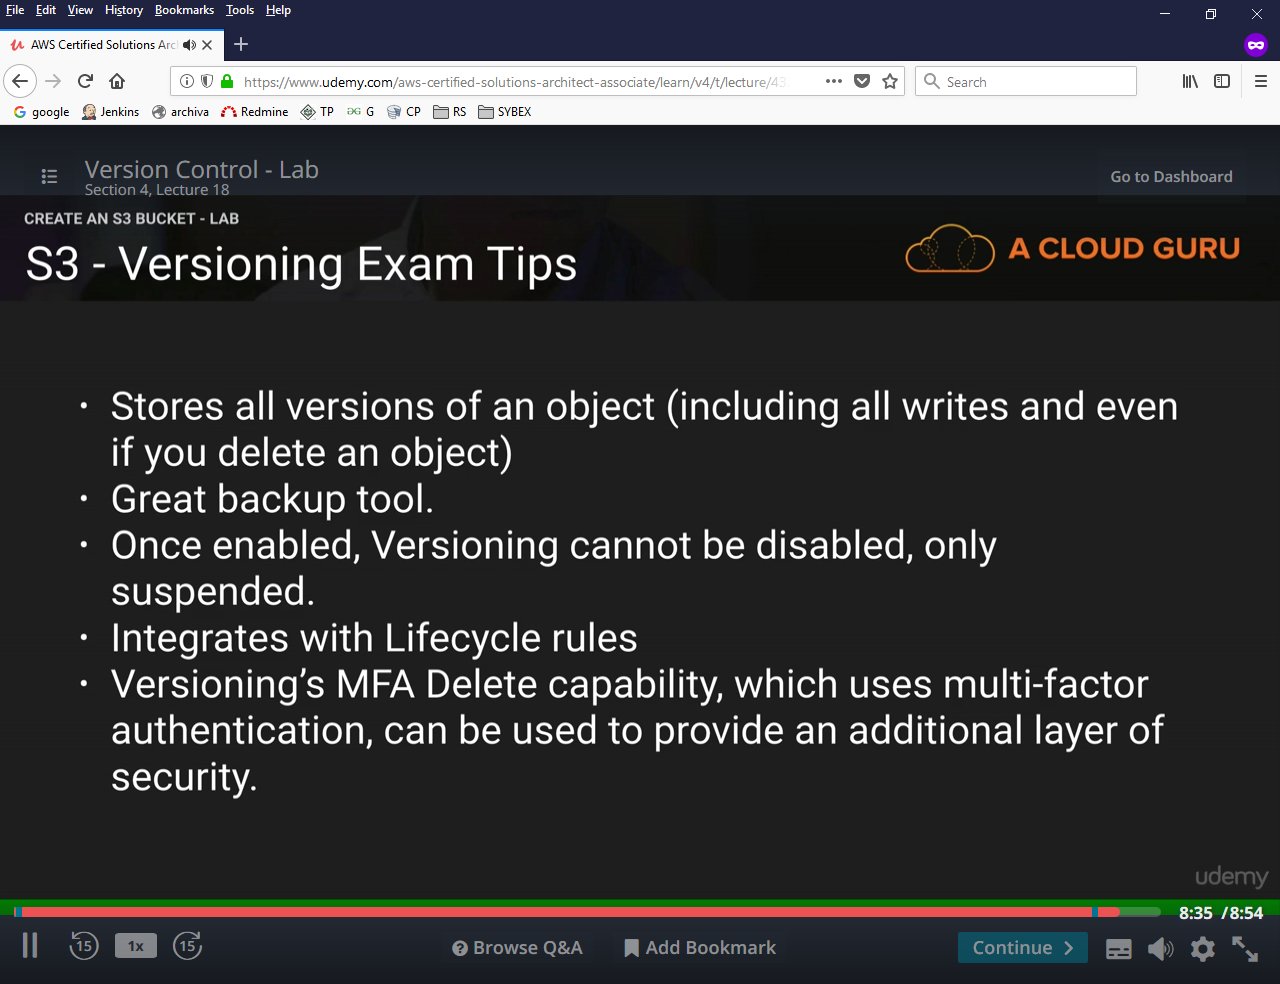 File Edit View History Bookmarks Tools Help
AWS Certified Solutions Arc
https://www.udemy.com/aws-certified-solutions-architect-associate/learn/v4/t/lecture/43
Search
google Jenkins archiva Redmine TP G CP RS SYBEX
Version Control - Lab
Section 4, Lecture 18
Go to Dashboard
CREATE AN S3 BUCKET - LAB
S3 - Versioning Exam Tips
A CLOUD GURU
• Stores all versions of an object (including all writes and even
if you delete an object)
• Great backup tool.
• Once enabled, Versioning cannot be disabled, only
suspended.
• Integrates with Lifecycle rules
• Versioning’s MFA Delete capability, which uses multi-factor
authentication, can be used to provide an additional layer of
security.
udemy
8:35 /8:54
15 1x 15 Browse Q&A Add Bookmark Continue